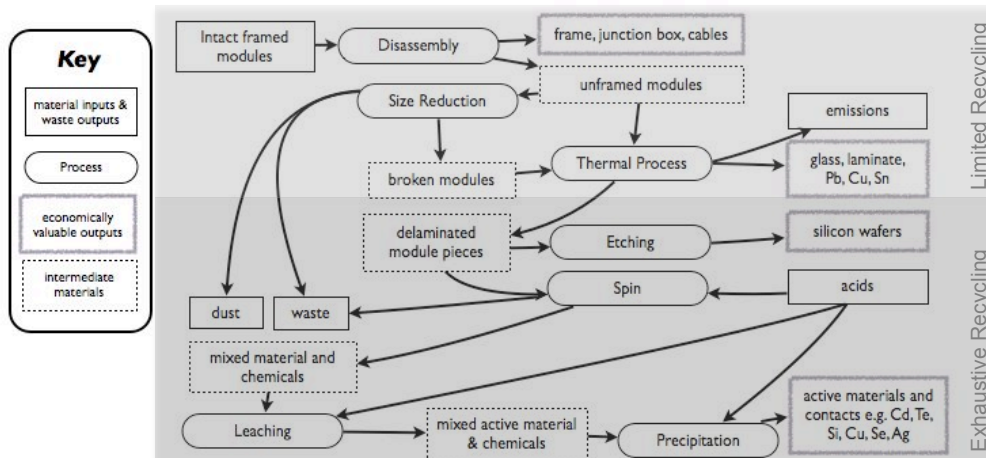 Key
material inputs &
waste outputs
Process
economically
valuable outputs
intermediate
materials
Intact framed
modules
Disassembly
frame, junction box, cables
unframed modules
Size Reduction
emissions
broken modules
Thermal Process
glass, laminate,
Pb, Cu, Sn
Limited Recycling
delaminated
module pieces
Etching
silicon wafers
Spin
acids
dust
waste
mixed material and
chemicals
Leaching
mixed active material
& chemicals
Precipitation
active materials and
contacts e.g. Cd, Te,
Si, Cu, Se, Ag
Exhaustive Recycling